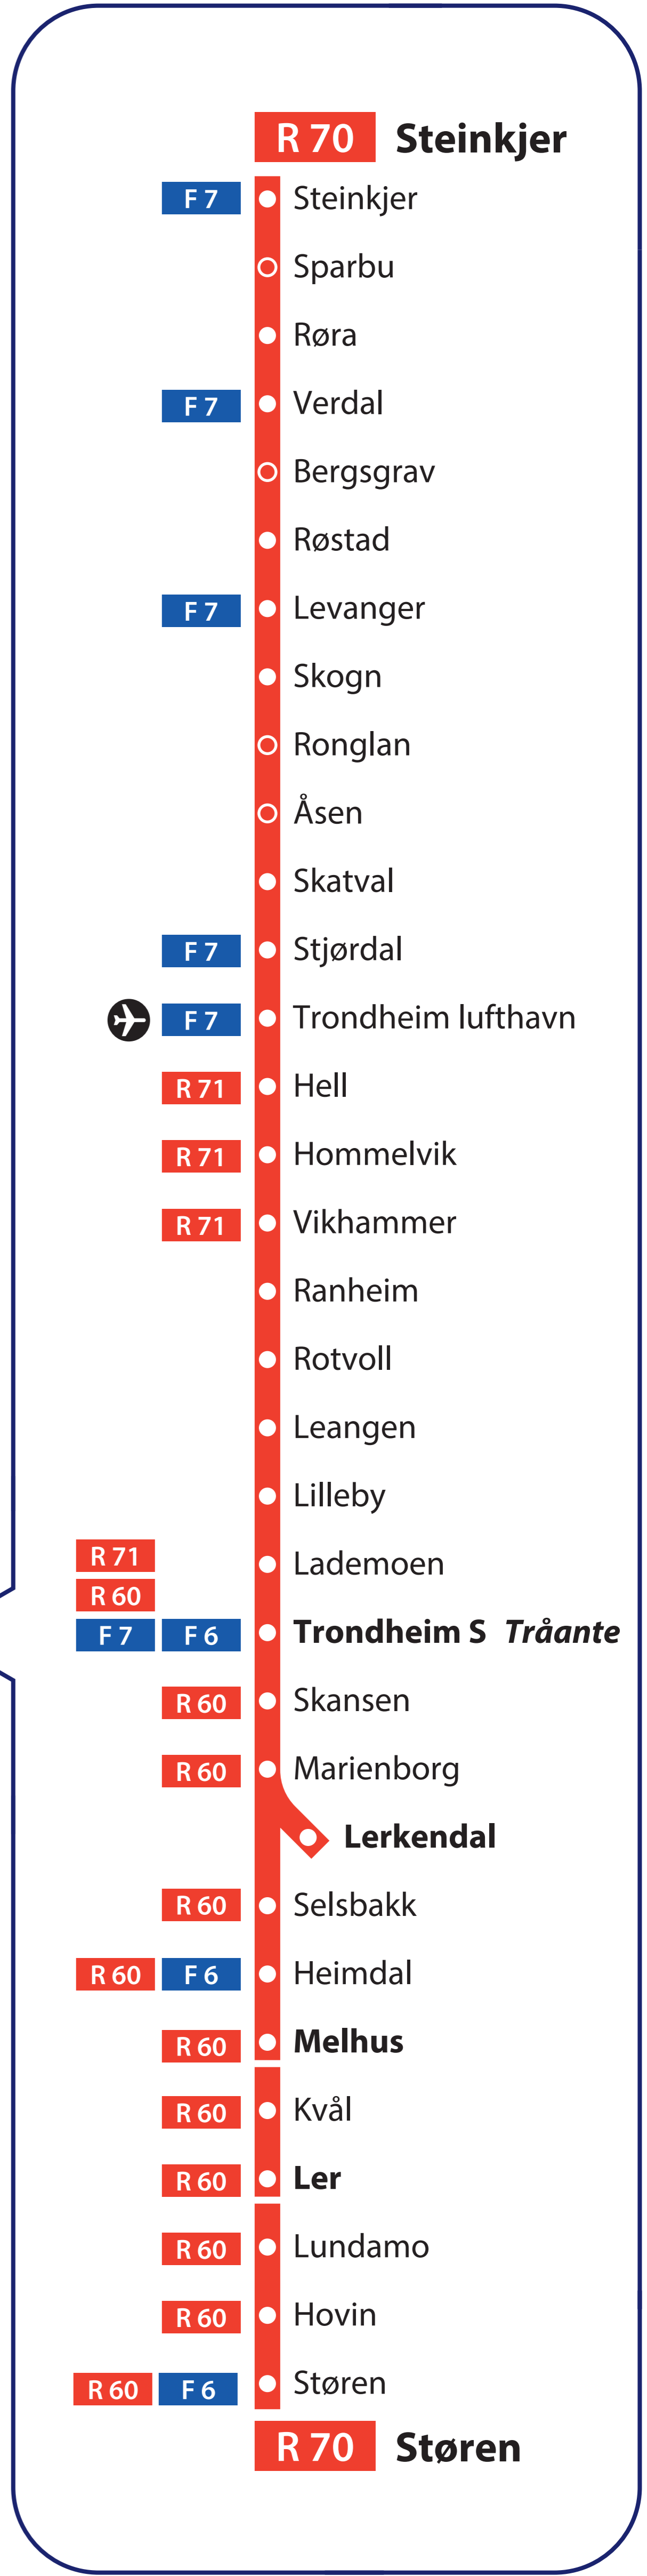 R 70 Steinkjer
F 7 Steinkjer
Sparbu
Røra
F 7 Verdal
Bergsgrav
Røstad
F 7 Levanger
Skogn
Ronglan
Åsen
Skatval
F 7 Stjørdal
F 7 Trondheim lufthavn
R 71 Hell
R 71 Hommelvik
R 71 Vikhammer
Ranheim
Rotvoll
Leangen
Lilleby
R 71 Lademoen
R 60
F 7 F 6 Trondheim S Tråante
R 60 Skansen
R 60 Marienborg
Lerkendal
R 60 Selsbakk
R 60 F 6 Heimdal
R 60 Melhus
R 60 Kvål
R 60 Ler
R 60 Lundamo
R 60 Hovin
R 60 F 6 Støren
R 70 Støren